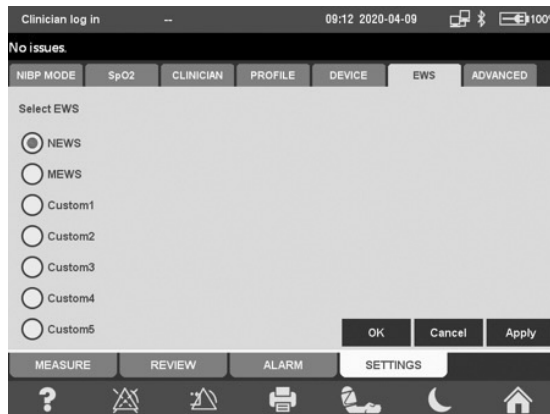 Clinician log in -- 09:12 2020-04-09 100%
No issues.
NIBP MODE SpO2 CLINICIAN PROFILE DEVICE EWS ADVANCED
Select EWS
NEWS
MEWS
Custom1
Custom2
Custom3
Custom4
Custom5
OK Cancel Apply
MEASURE REVIEW ALARM SETTINGS
?